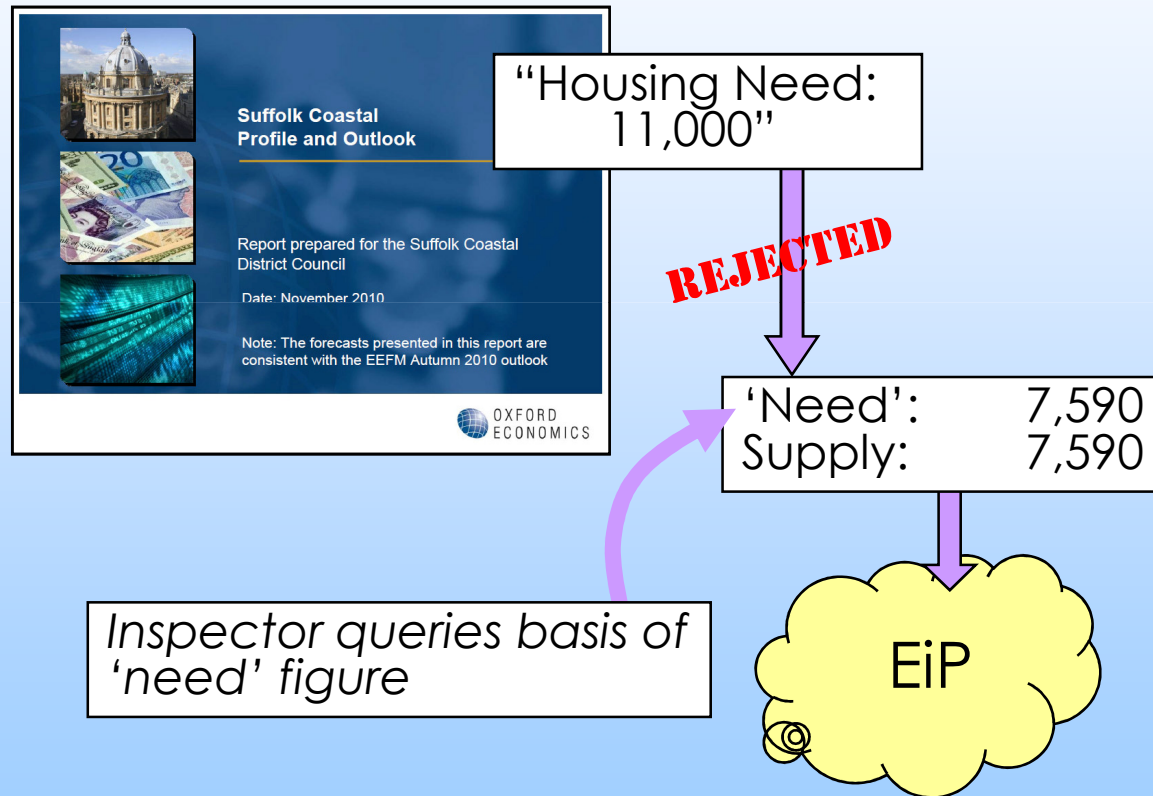 Suffolk Coastal
Profile and Outlook
Report prepared for the Suffolk Coastal
District Council
Date: November 2010
Note: The forecasts presented in this report are
consistent with the EEFM Autumn 2010 outlook
OXFORD
ECONOMICS
“Housing Need:
11,000”
REJECTED
‘Need’: 7,590
Supply: 7,590
Inspector queries basis of
‘need’ figure
EiP
20